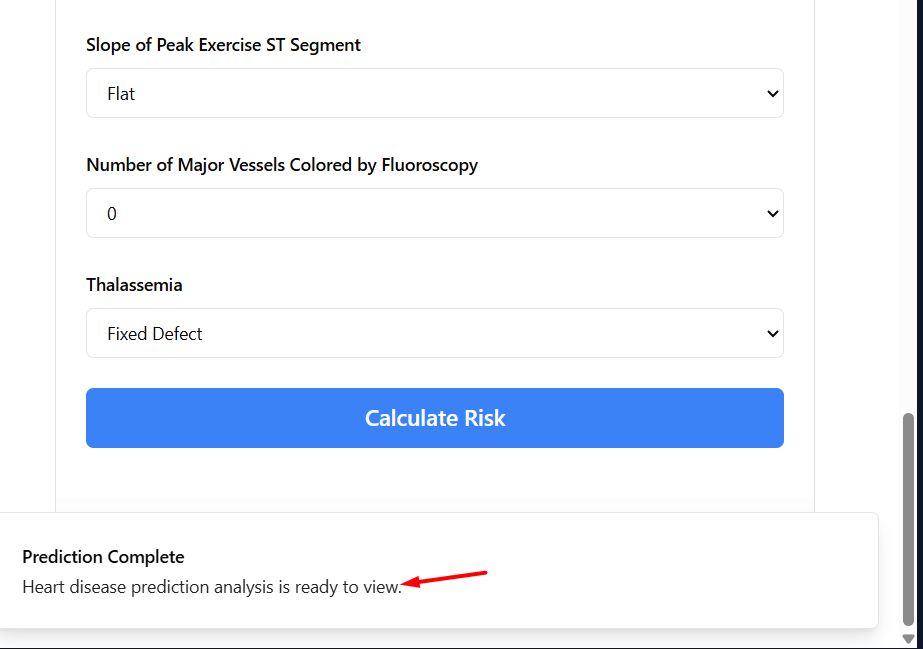 Slope of Peak Exercise ST Segment
Flat
Number of Major Vessels Colored by Fluoroscopy
0
Thalassemia
Fixed Defect
Calculate Risk
Prediction Complete
Heart disease prediction analysis is ready to view.